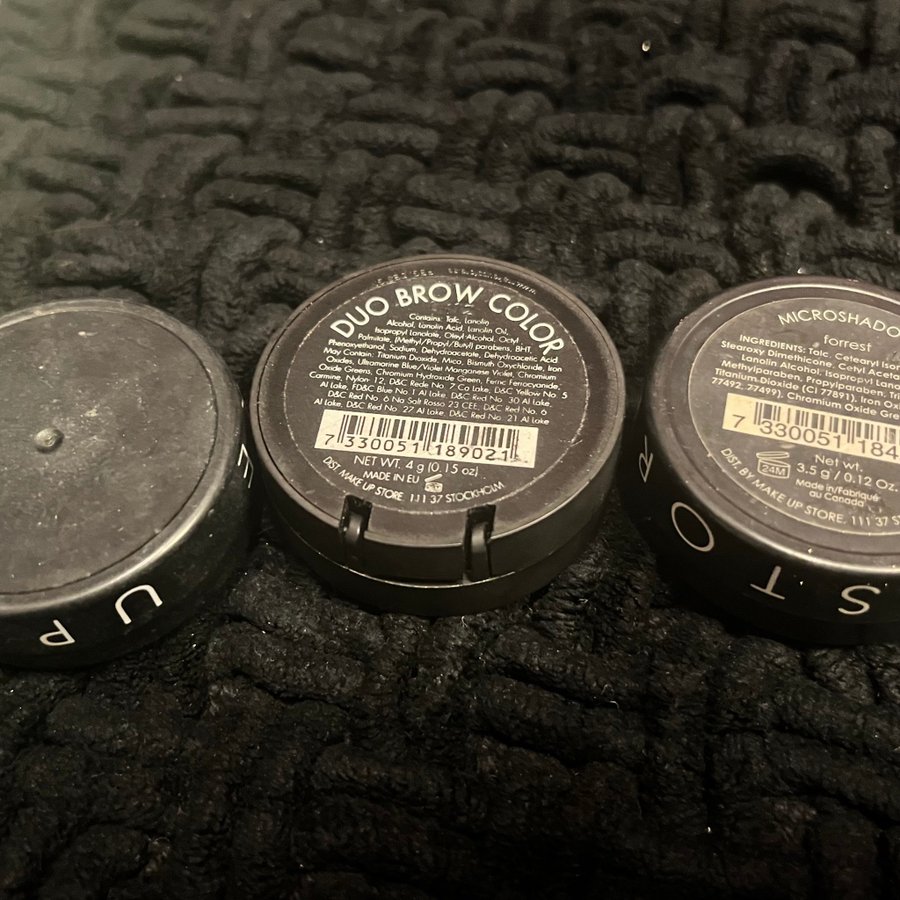 DUO BROW COLOR
Contains: Talc, Lanolin
Alcohol, Lanolin Acid, Lanolin Oil,
Isopropyl Lanolate, Oleyl Alcohol, Octyl
Palmitate, (Methyl/Propyl/Butyl) parabens, BHT,
Phenoxyethanol, Sodium, Dehydroacetate, Dehydroacetic Acid
May Contain: Titanium Dioxide, Mica, Bismuth Oxychloride, Iron
Oxides, Ultramarine Blue/Violet Manganese Violet, Chromium
Oxide Greens, Chromium Hydroxide Green, Ferric Ferrocyanide,
Carmine, Nylon- 12, D&C Rede No. 7 Ca Lake, D&C Yellow No. 5
Al Lake, FD&C Blue No. 1 Al Lake, D&C Red No. 30 Al Lake,
D&C Red No. 6 Na Salt Rosso 23 CEE, D&C Red No. 6
Al Lake, D&C Red No. 27 Al Lake, D&C Red No. 21 Al Lake
7 330051 189021
NET WT. 4 g (0.15 oz)
MADE IN EU
DIST. MAKE UP STORE. 111 37 STOCKHOLM
MICROSHADO
forrest
INGREDIENTS: Talc, Cetearyl Ison
Stearoxy Dimethicone, Cetyl Aceta
Lanolin Alcohol, Isopropyl Lana
Methylparaben, Propylparaben, Tri
Titanium Dioxide (CI 77891), Iron Ox
77492, 77499), Chromium Oxide Gre
7 330051 184
24M
Net wt.
3.5 g / 0.12 Oz.
Made in/Fabriqué
au Canada
DIST. BY MAKE UP STORE. 111 37 ST
E
U P
R O T S